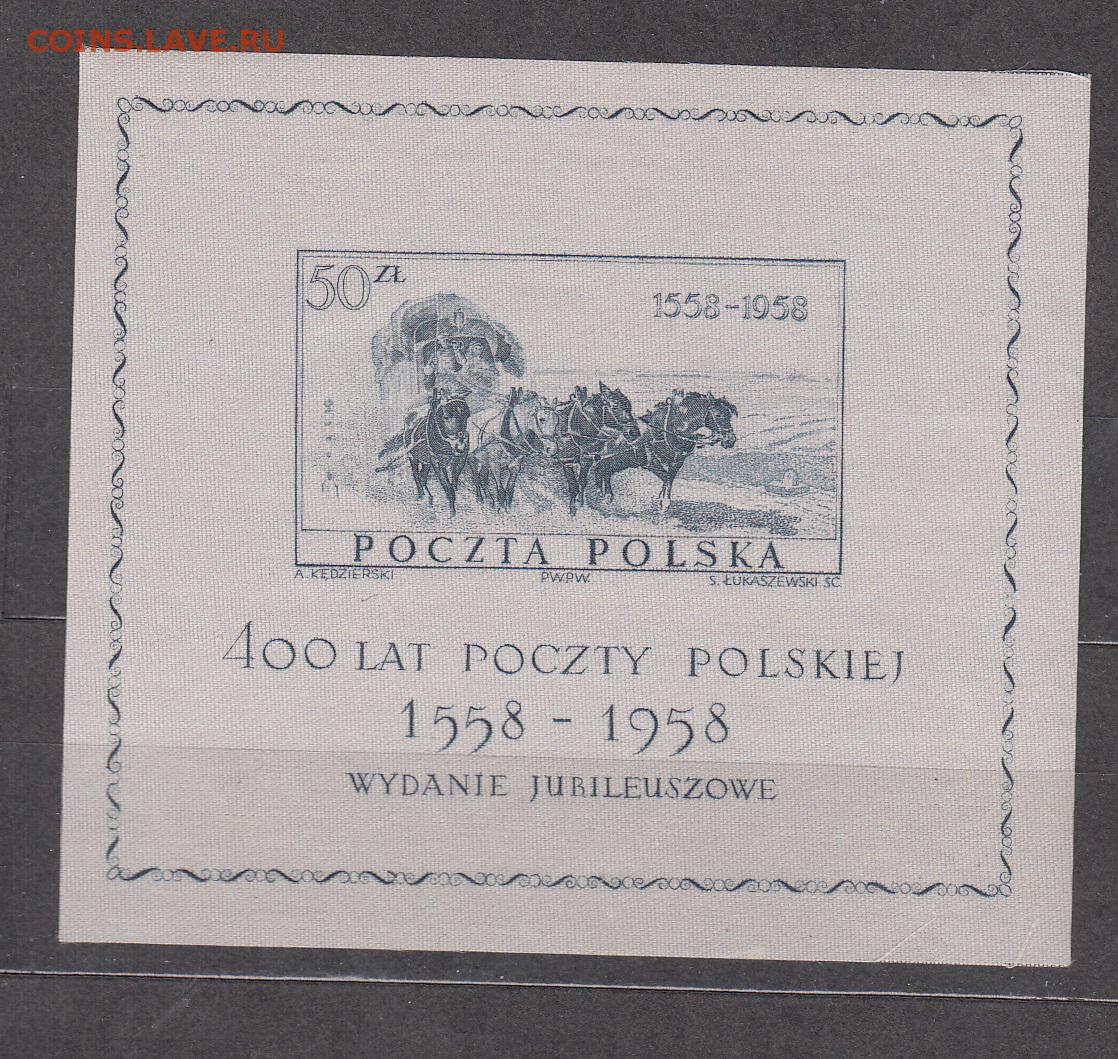 COINS.LAVE.RU
50 ZŁ
1558-1958
POCZTA POLSKA
A. KĘDZIERSKI PWPW. S. ŁUKASZEWSKI SC
400 LAT POCZTY POLSKIEJ
1558 - 1958
WYDANIE JUBILEUSZOWE